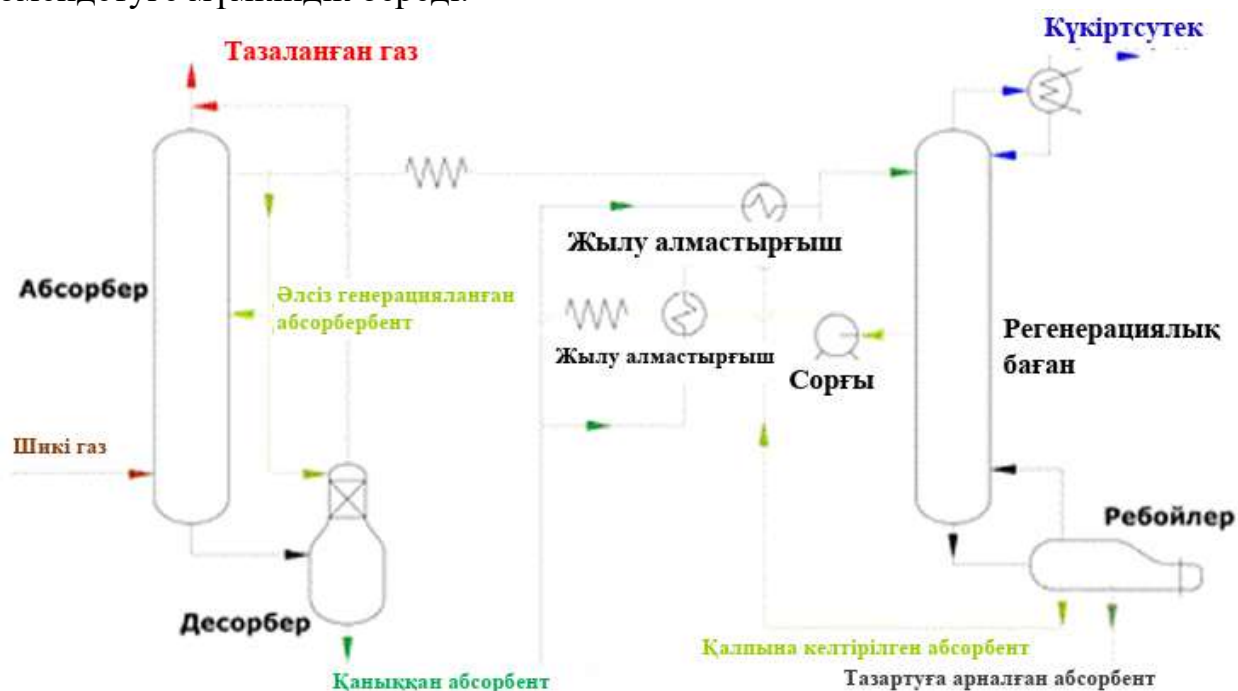 Күкіртсутек
Тазаланған газ
Абсорбер
Жылу алмастырғыш
Әлсіз генерацияланған
абсорбербент
Жылу алмастырғыш
Сорғы
Регенерациялық
баған
Шикі газ
Ребойлер
Десорбер
Қалпына келтірілген абсорбент
Қаныққан абсорбент
Тазартуға арналған абсорбент